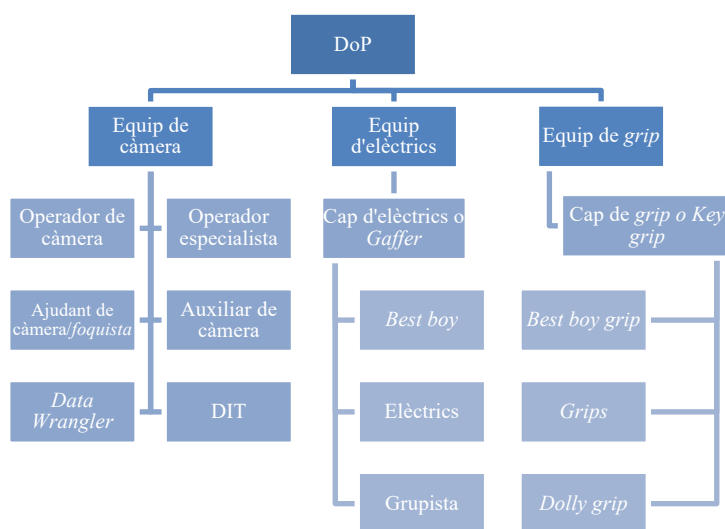 DoP
Equip de
càmera
Equip
d'elèctrics
Equip de grip
Operador de
càmera
Operador
especialista
Cap d'elèctrics o
Gaffer
Cap de grip o Key
grip
Ajudant de
càmera/foquista
Auxiliar de
càmera
Best boy
Best boy grip
Data
Wrangler
DIT
Elèctrics
Grips
Grupista
Dolly grip